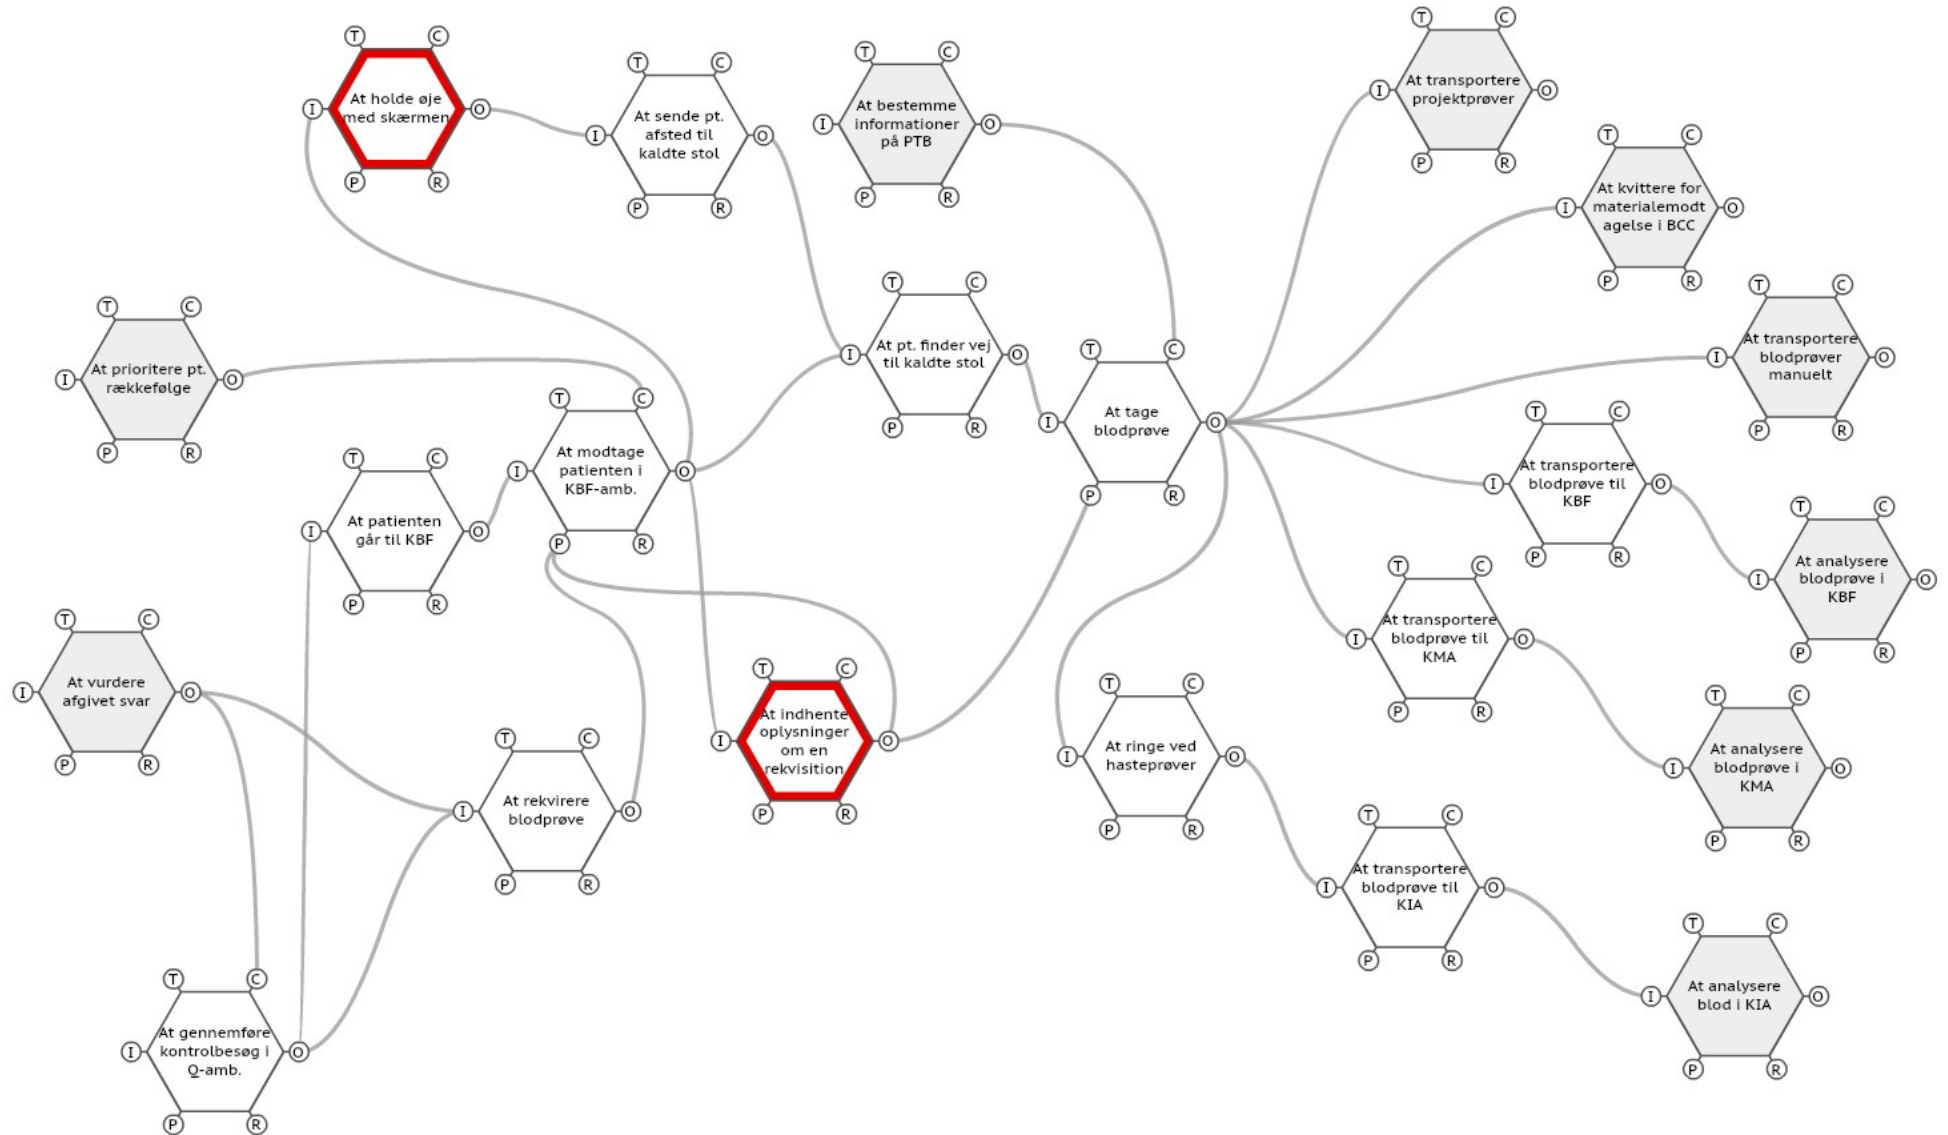 T
C
I
At holde øje
med skærmen
O
P
R
T
C
I
At sende pt.
afsted til
kaldte stol
O
P
R
T
C
I
At bestemme
informationer
på PTB
O
P
R
T
C
I
At transportere
projektprøver
O
P
R
T
C
I
At kvittere for
materialemodt
agelse i BCC
O
P
R
T
C
I
At prioritere pt.
rækkefølge
O
P
R
T
C
I
At pt. finder vej
til kaldte stol
O
P
R
T
C
I
At transportere
blodprøver
manuelt
O
P
R
T
C
I
At tage
blodprøve
O
P
R
T
C
I
At modtage
patienten i
KBF-amb.
O
P
R
T
C
I
At patienten
går til KBF
O
P
R
T
C
I
At transportere
blodprøve til
KBF
O
P
R
T
C
I
At analysere
blodprøve i
KBF
O
P
R
T
C
I
At transportere
blodprøve til
KMA
O
P
R
T
C
I
At vurdere
afgivet svar
O
P
R
T
C
I
At indhente
oplysninger
om en
rekvisition
O
P
R
T
C
I
At ringe ved
hasteprøver
O
P
R
T
C
I
At analysere
blodprøve i
KMA
O
P
R
T
C
I
At rekvirere
blodprøve
O
P
R
T
C
I
At transportere
blodprøve til
KIA
O
P
R
T
C
I
At analysere
blod i KIA
O
P
R
T
C
I
At gennemføre
kontrolbesøg i
Q-amb.
O
P
R